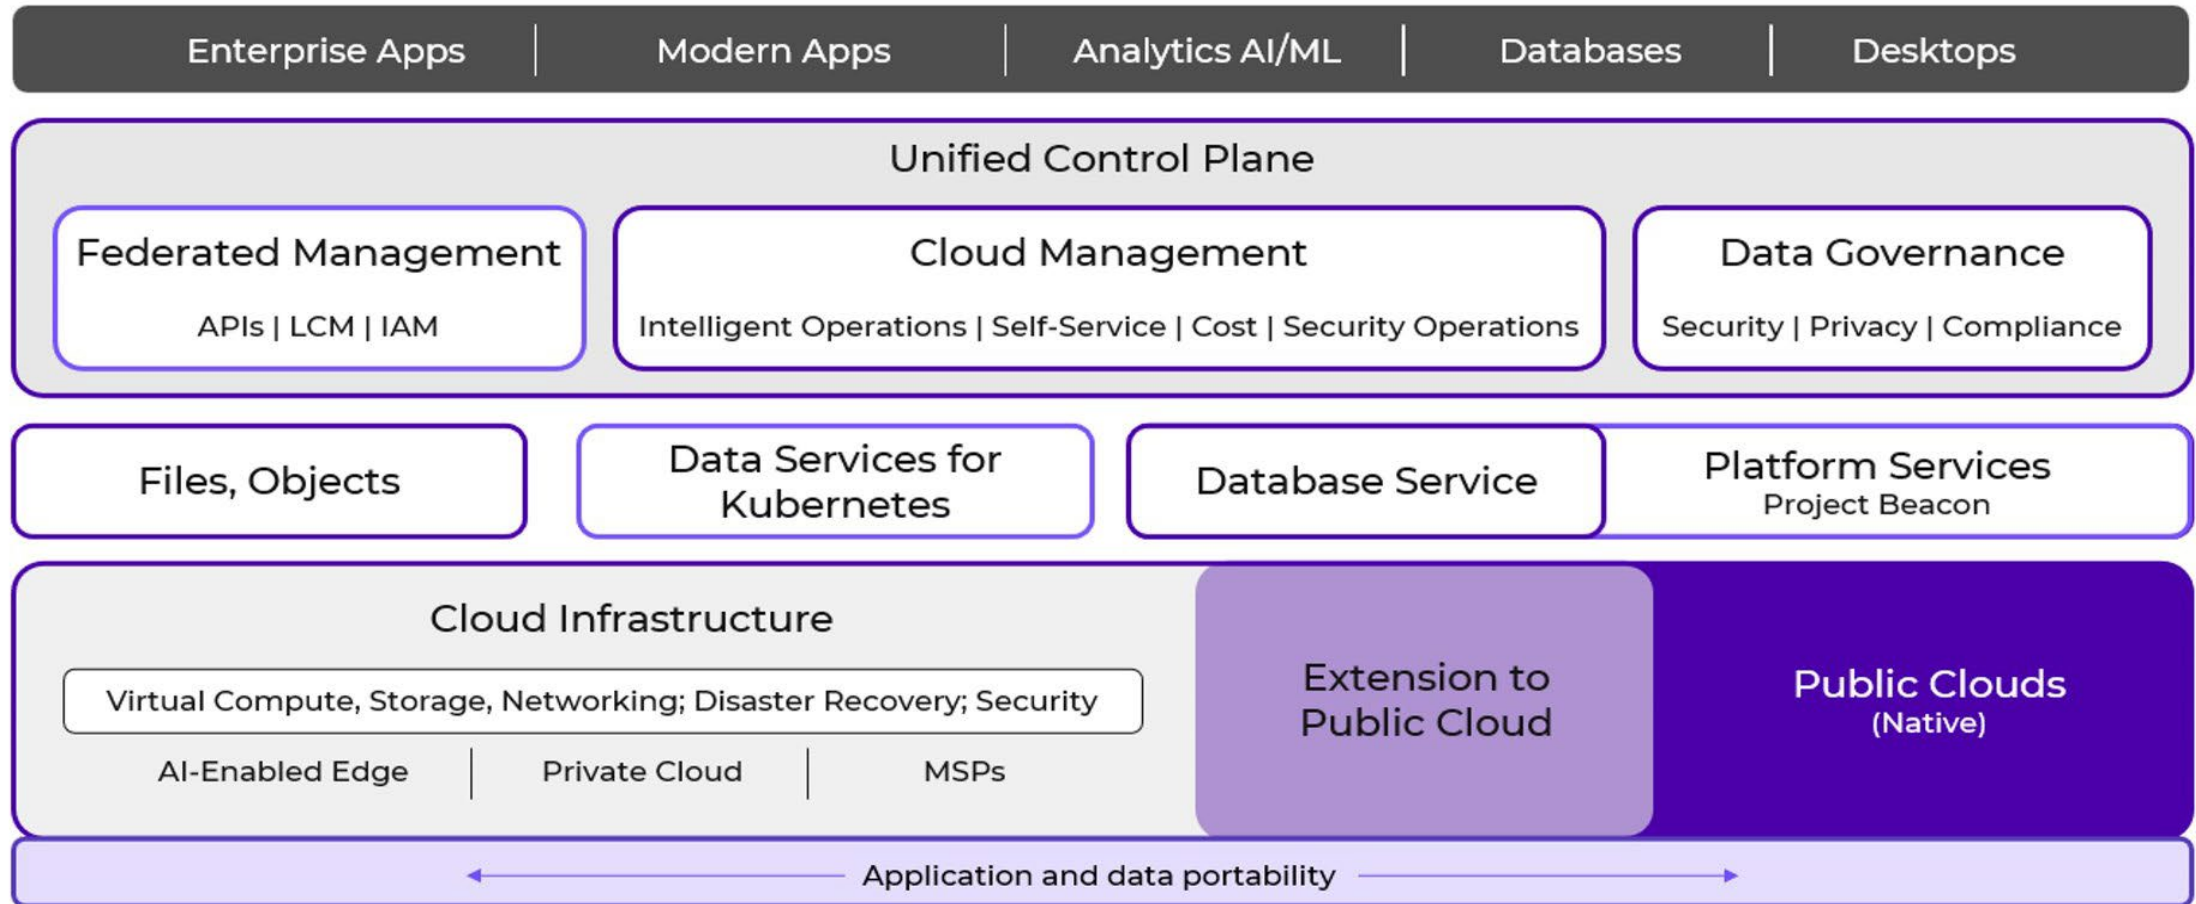 Enterprise Apps | Modern Apps | Analytics AI/ML | Databases | Desktops
Unified Control Plane
Federated Management
APIs | LCM | IAM
Cloud Management
Intelligent Operations | Self-Service | Cost | Security Operations
Data Governance
Security | Privacy | Compliance
Files, Objects
Data Services for
Kubernetes
Database Service
Platform Services
Project Beacon
Cloud Infrastructure
Virtual Compute, Storage, Networking; Disaster Recovery; Security
AI-Enabled Edge | Private Cloud | MSPs
Extension to
Public Cloud
Public Clouds
(Native)
Application and data portability